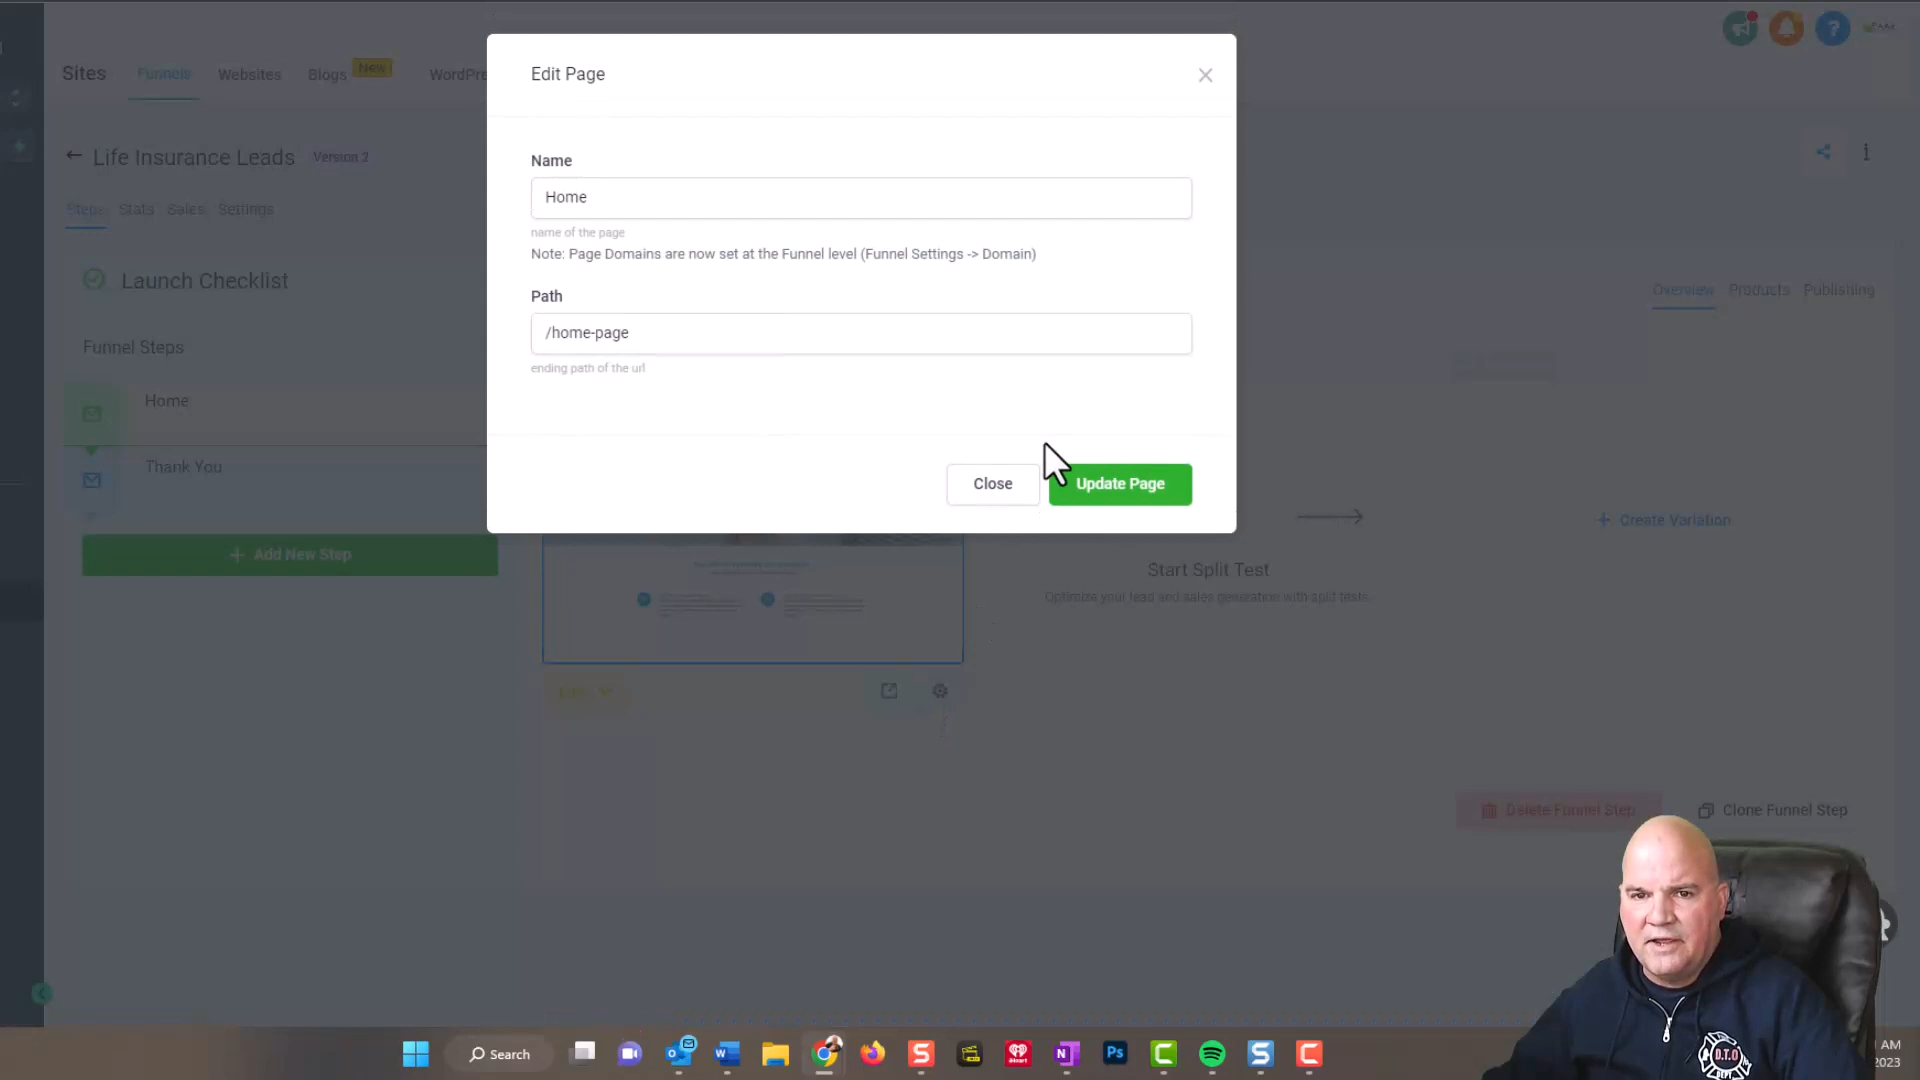 Edit Page
Sites
Funnels
Websites
Blogs
New
WordPre
Life Insurance Leads
Version 2
Steps
Stats
Sales
Settings
Name
Home
name of the page
Note: Page Domains are now set at the Funnel level (Funnel Settings -> Domain)
Path
/home-page
ending path of the url
Close
Update Page
Launch Checklist
Overview
Products
Publishing
Funnel Steps
Home
Thank You
+ Add New Step
+ Create Variation
Start Split Test
Optimize your lead and sales generation with split tests.
Delete Funnel Step
Clone Funnel Step
Search
AM
2023
D.T.O
DEPT